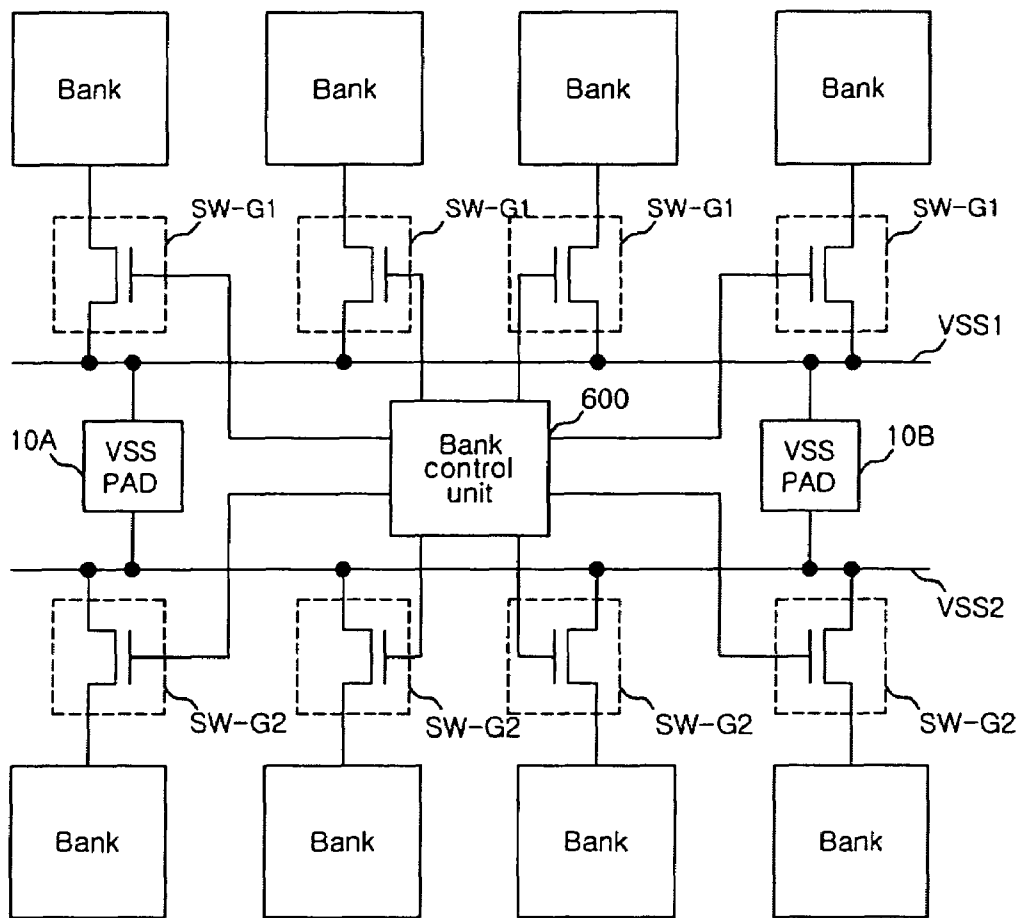 Bank
Bank
Bank
Bank
SW-G1
SW-G1
SW-G1
SW-G1
VSS1
10A
VSS
PAD
Bank
control
unit
600
VSS
PAD
10B
VSS2
SW-G2
SW-G2
SW-G2
SW-G2
Bank
Bank
Bank
Bank